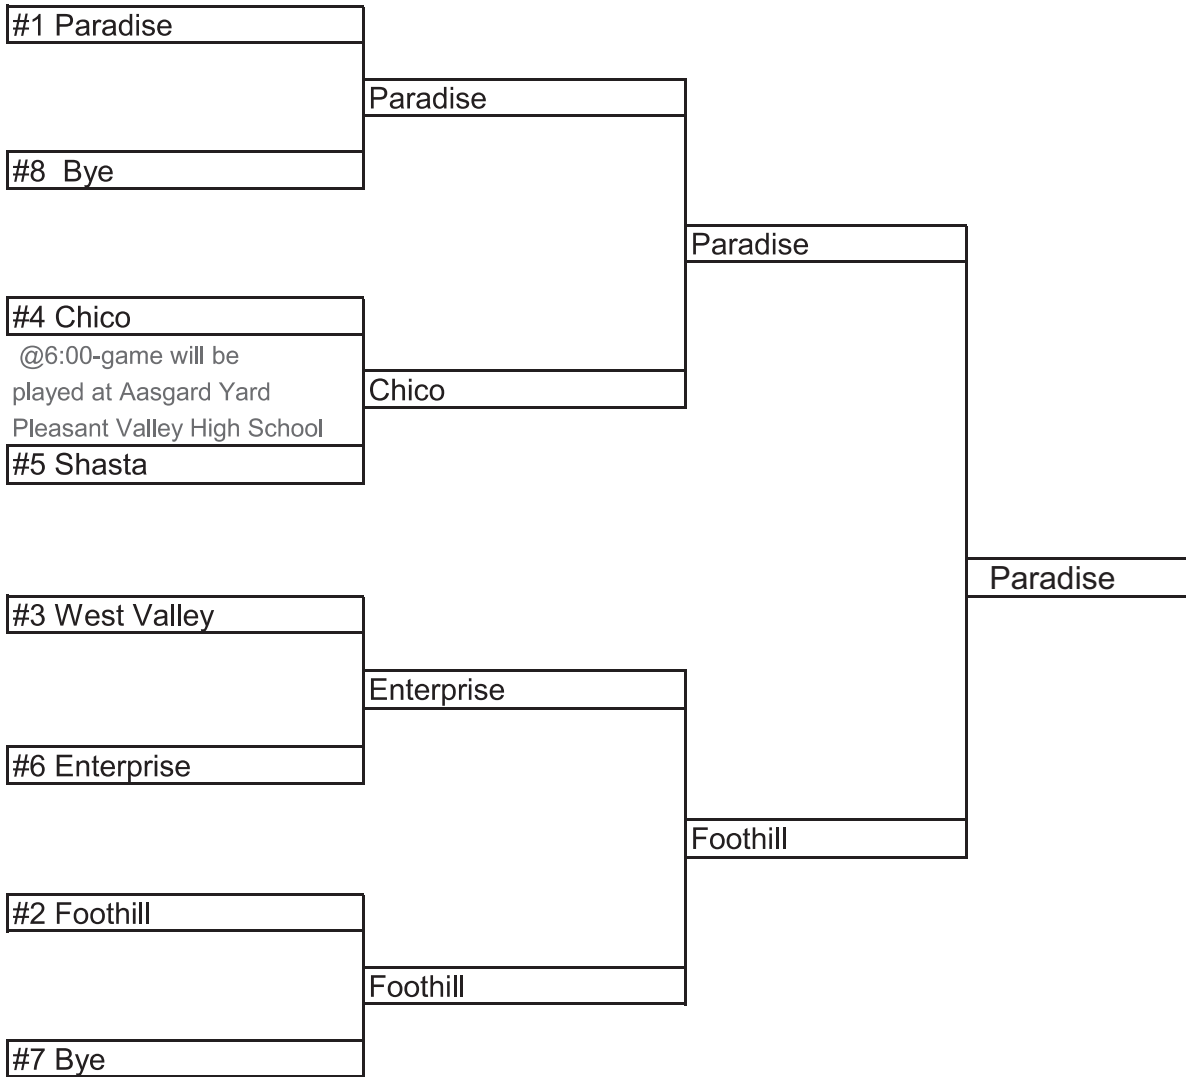 #1 Paradise
Paradise
#8 Bye
Paradise
#4 Chico
@6:00-game will be
played at Aasgard Yard
Chico
Pleasant Valley High School
#5 Shasta
Paradise
#3 West Valley
Enterprise
#6 Enterprise
Foothill
#2 Foothill
Foothill
#7 Bye